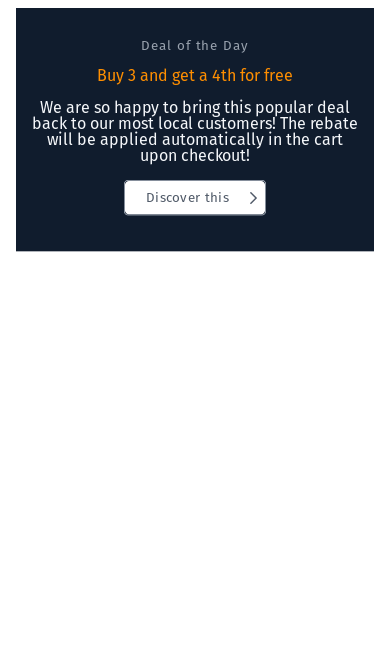 Deal of the Day
Buy 3 and get a 4th for free
We are so happy to bring this popular deal
back to our most local customers! The rebate
will be applied automatically in the cart
upon checkout!
Discover this